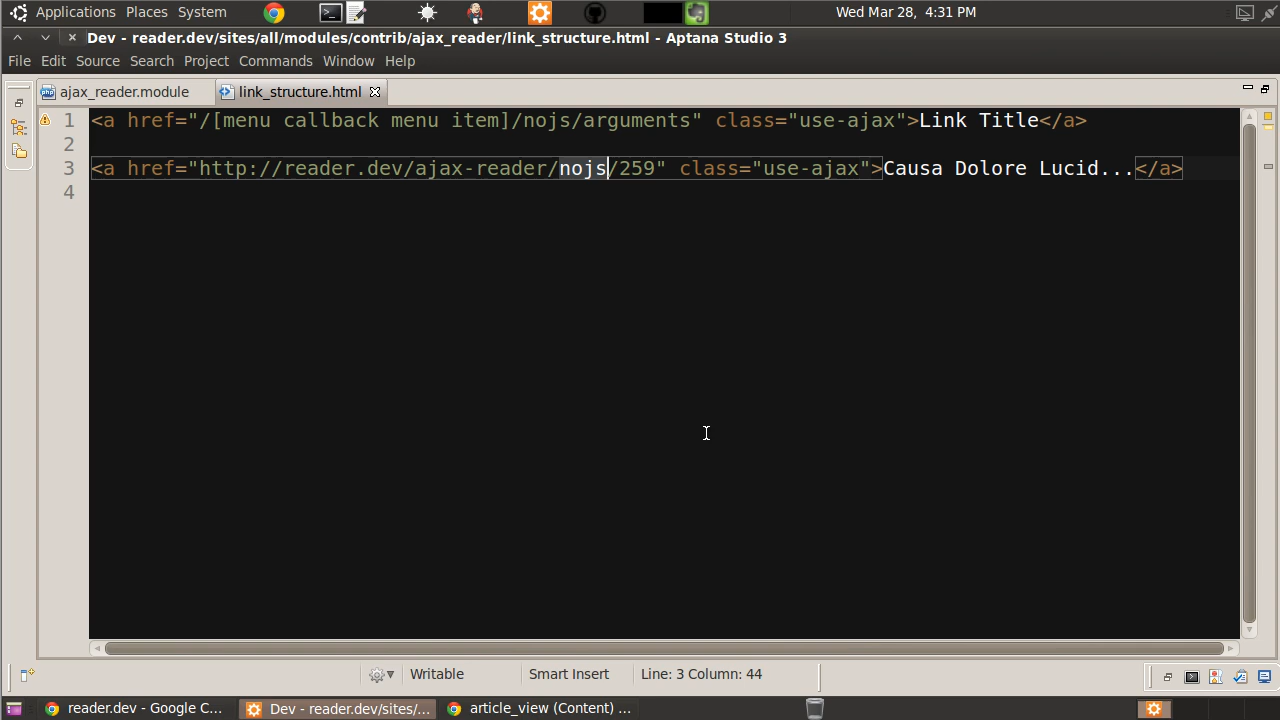 Applications Places System Wed Mar 28, 4:31 PM
Dev - reader.dev/sites/all/modules/contrib/ajax_reader/link_structure.html - Aptana Studio 3
File Edit Source Search Project Commands Window Help
ajax_reader.module link_structure.html
1 <a href="/[menu callback menu item]/nojs/arguments" class="use-ajax">Link Title</a>
2
3 <a href="http://reader.dev/ajax-reader/nojs/259" class="use-ajax">Causa Dolore Lucid...</a>
4
Writable Smart Insert Line: 3 Column: 44
reader.dev - Google C... Dev - reader.dev/sites/... article_view (Content) ...